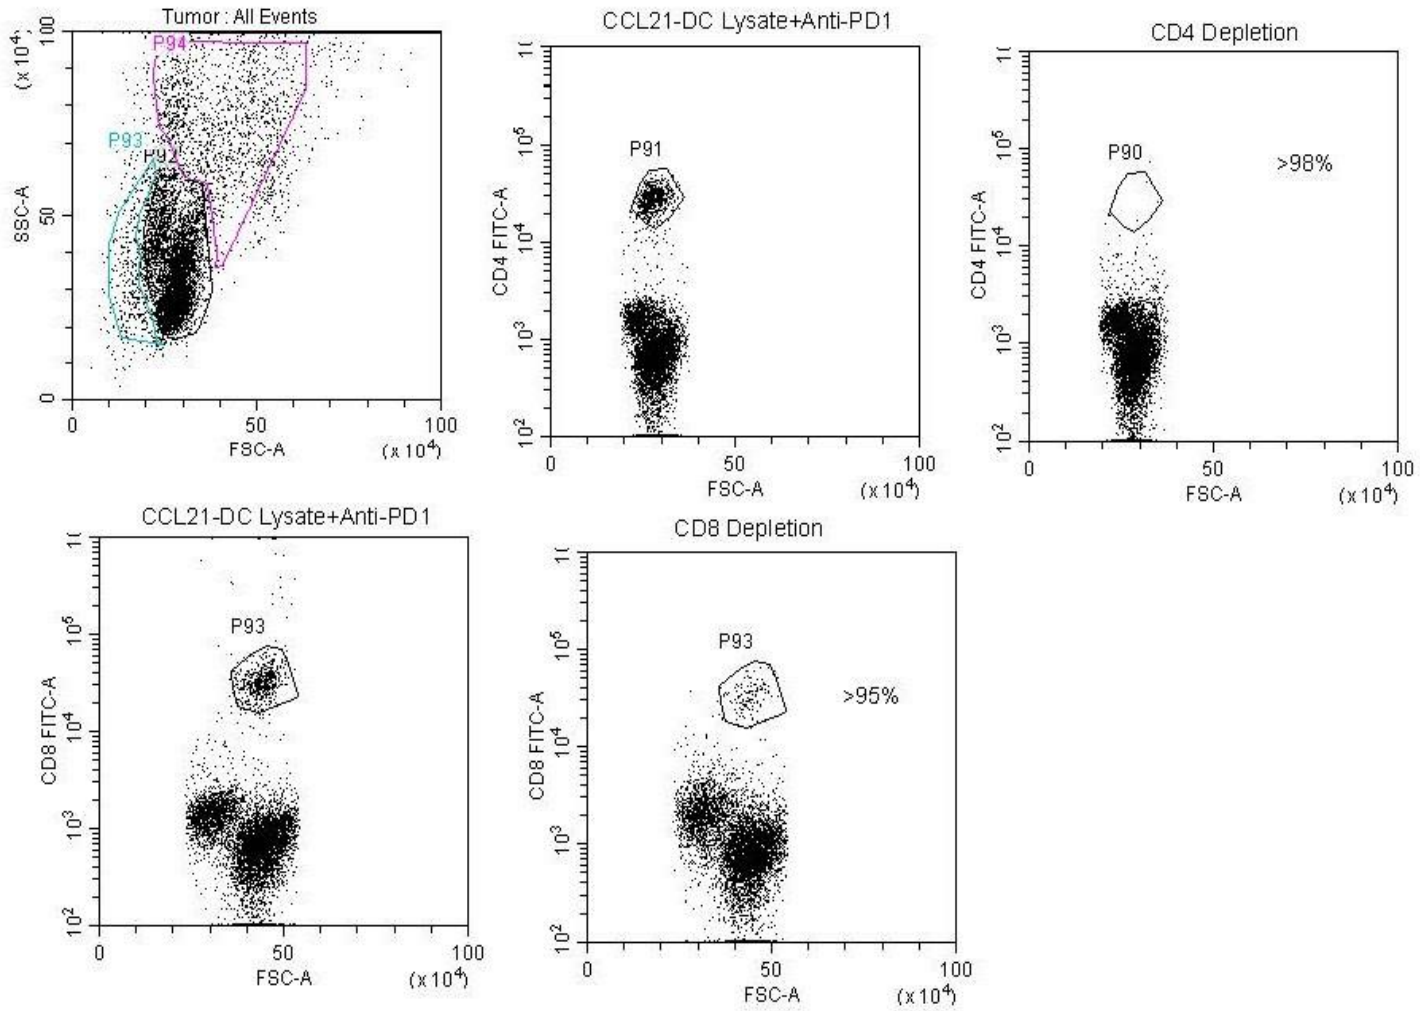 Tumor : All Events
(x 10⁴)
100
50
0
SSC-A
P94
P93
P92
0
50
100
FSC-A
(x 10⁴)
CCL21-DC Lysate+Anti-PD1
10⁵
10⁴
10³
10²
CD4 FITC-A
P91
0
50
100
FSC-A
(x 10⁴)
CD4 Depletion
10⁵
10⁴
10³
10²
CD4 FITC-A
P90
>98%
0
50
100
FSC-A
(x 10⁴)
CCL21-DC Lysate+Anti-PD1
10⁵
10⁴
10³
10²
CD8 FITC-A
P93
0
50
100
FSC-A
(x 10⁴)
CD8 Depletion
10⁵
10⁴
10³
10²
CD8 FITC-A
P93
>95%
0
50
100
FSC-A
(x 10⁴)